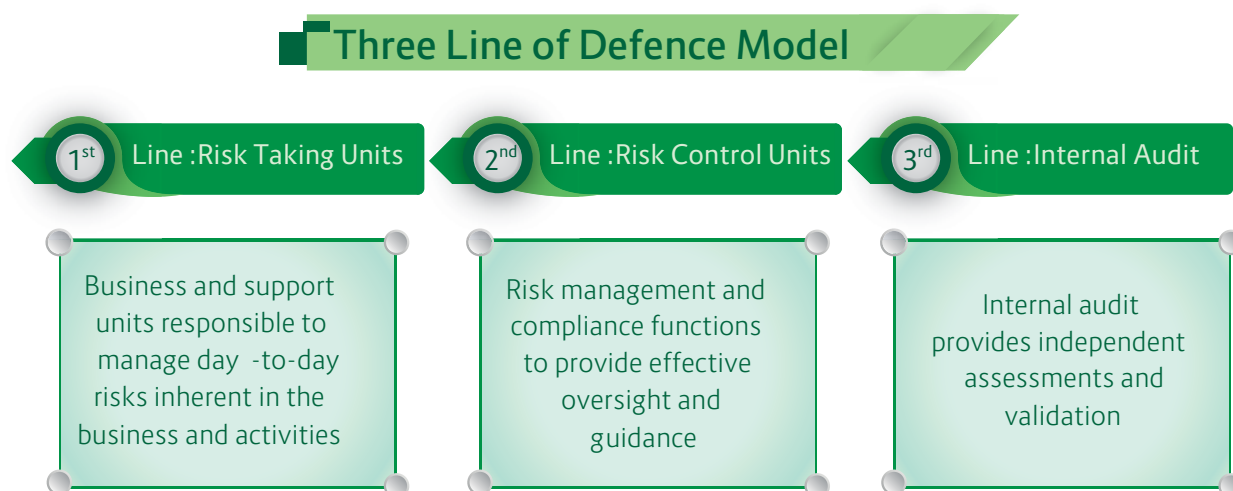 Three Line of Defence Model
1st Line :Risk Taking Units
2nd Line :Risk Control Units
3rd Line :Internal Audit
Business and support
units responsible to
manage day -to-day
risks inherent in the
business and activities
Risk management and
compliance functions
to provide effective
oversight and
guidance
Internal audit
provides independent
assessments and
validation